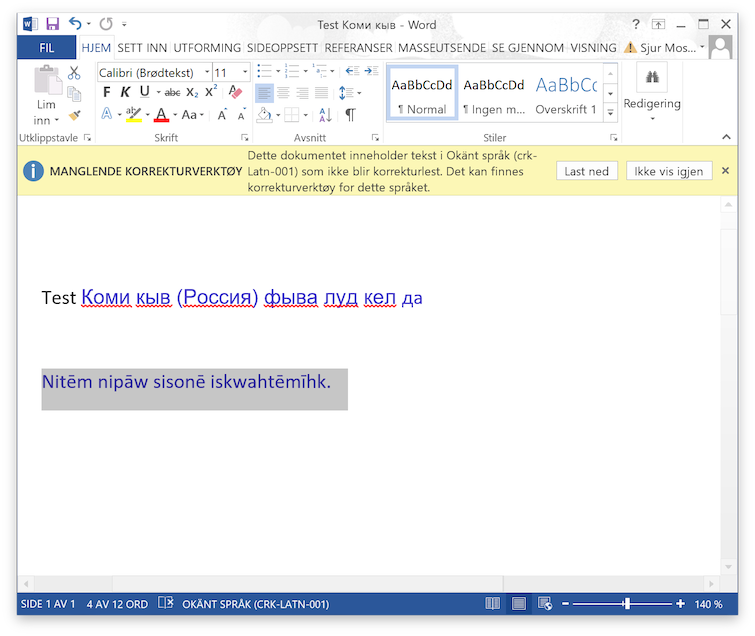 Test Коми кыв - Word
FIL HJEM SETT INN UTFORMING SIDEOPPSETT REFERANSER MASSEUTSENDE SE GJENNOM VISNING Sjur Mos...
Lim inn
Calibri (Brødtekst) 11
F K U abc X₂ X²
A ab A Aa A A
AaBbCcDd AaBbCcDd AaBbCc
¶ Normal ¶ Ingen m... Overskrift 1
Redigering
Utklippstavle Skrift Avsnitt Stiler
MANGLENDE KORREKTURVERKTØY
Dette dokumentet inneholder tekst i Okänt språk (crk-
Latn-001) som ikke blir korrekturlest. Det kan finnes
korrekturverktøy for dette språket.
Last ned Ikke vis igjen
Test Коми кыв (Россия) фыва луд кел да
Nitēm nipāw sisonē iskwahtēmīhk.
SIDE 1 AV 1 4 AV 12 ORD OKÄNT SPRÅK (CRK-LATN-001) 140 %